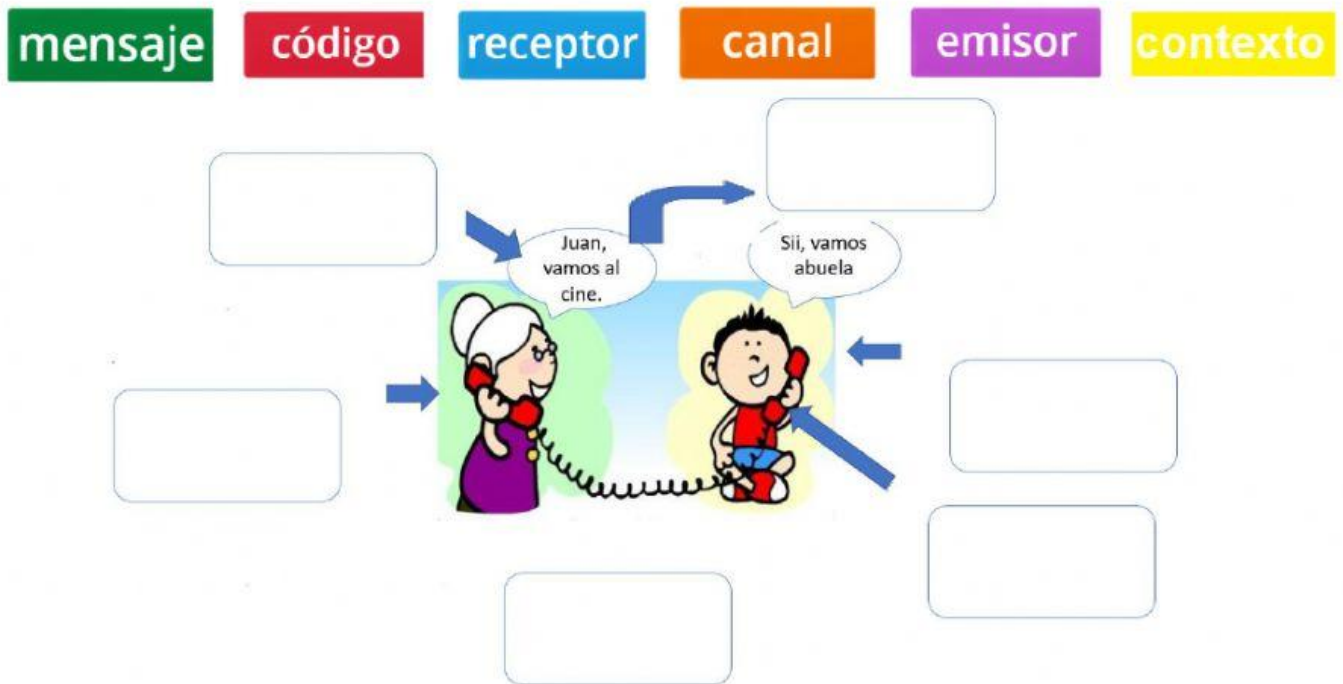 mensaje código receptor canal emisor contexto
Juan,
vamos al
cine.
Sii, vamos
abuela